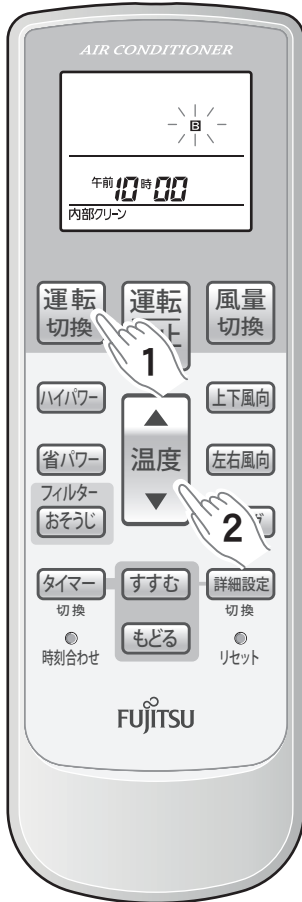 AIR CONDITIONER
B
午前10時00
内部クリーン
運転
切換
運転
止
風量
切換
1
ハイパワー
上下風向
省パワー
温度
左右風向
フィルター
おそうじ
2
タイマー
すすむ
詳細設定
切換
切換
もどる
時刻合わせ
リセット
FUJITSU